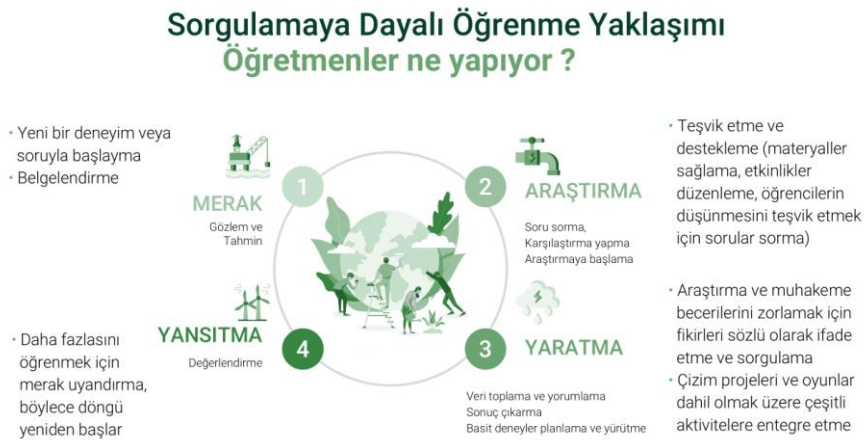 Sorgulamaya Dayalı Öğrenme Yaklaşımı
Öğretmenler ne yapıyor ?
• Yeni bir deneyim veya
soruyla başlayma
• Belgelendirme
1
MERAK
Gözlem ve
Tahmin
2
ARAŞTIRMA
Soru sorma,
Karşılaştırma yapma
Araştırmaya başlama
• Teşvik etme ve
destekleme (materyaller
sağlama, etkinlikler
düzenleme, öğrencilerin
düşünmesini teşvik etmek
için sorular sorma)
3
YARATMA
Veri toplama ve yorumlama
Sonuç çıkarma
Basit deneyler planlama ve yürütme
• Araştırma ve muhakeme
becerilerini zorlamak için
fikirleri sözlü olarak ifade
etme ve sorgulama
• Çizim projeleri ve oyunlar
dahil olmak üzere çeşitli
aktivitelere entegre etme
4
YANSITMA
Değerlendirme
• Daha fazlasını
öğrenmek için
merak uyandırma,
böylece döngü
yeniden başlar